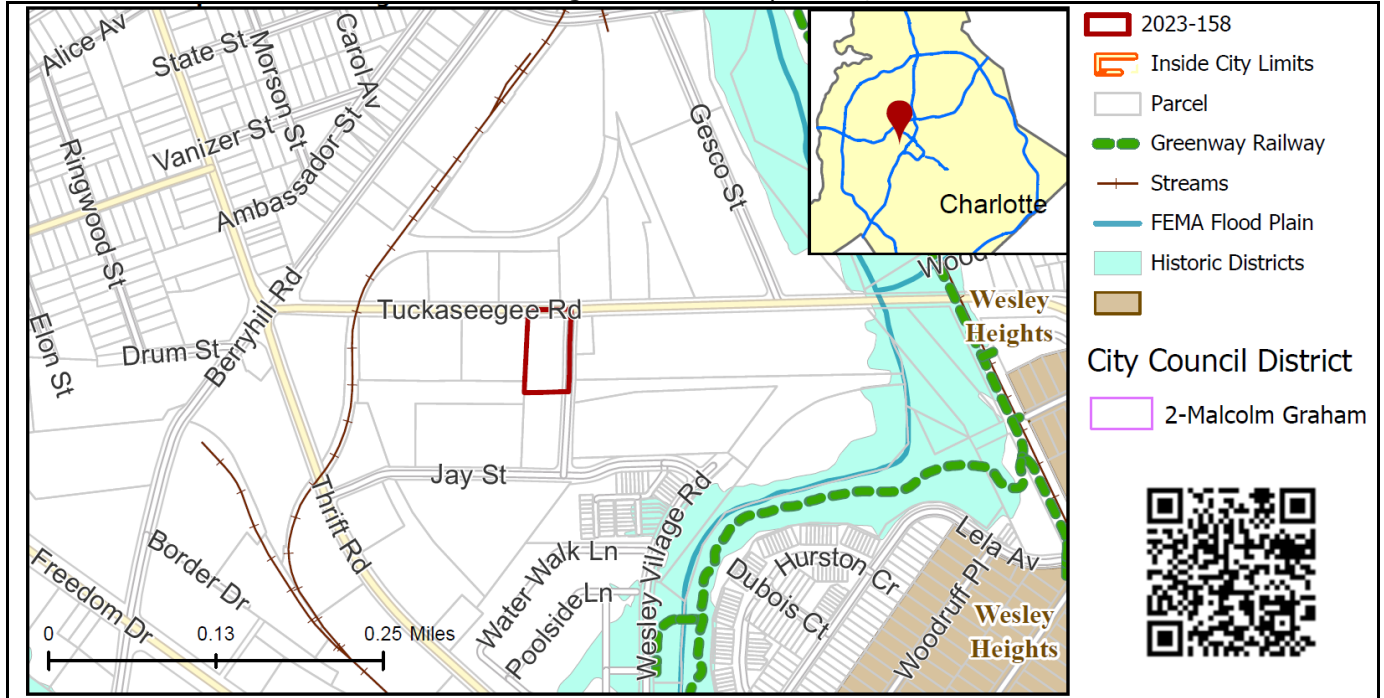 Alice Av
State St
Morson St
Carol Av
Vanizer St
Ambassador St
Ringwood St
Gesco St
Charlotte
Tuckaseegee Rd
Wesley
Heights
Berryhill Rd
Drum St
Elon St
Jay St
Thrift Rd
Wesley Village Rd
Water Walk Ln
Poolside Ln
Border Dr
Freedom Dr
Hurston Cr
Dubois Ct
Lela Av
Woodruff Pl
Wesley
Heights
0 0.13 0.25 Miles
2023-158
Inside City Limits
Parcel
Greenway Railway
Streams
FEMA Flood Plain
Historic Districts
City Council District
2-Malcolm Graham